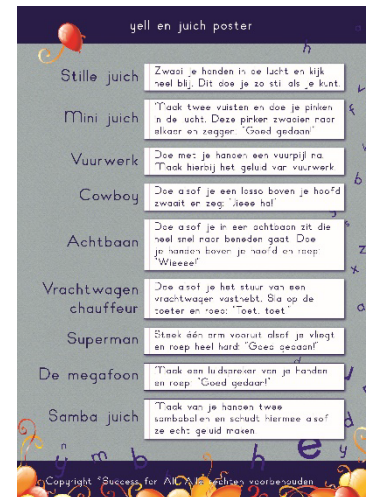 yell en juich poster
Stille juich
Zwaai je handen in de lucht en kijk
heel blij. Dit doe je zo stil als je kunt.
Mini juich
Maak twee vuisten en doe je pinken
in de lucht. Deze pinken zwaaien naar
elkaar en zeggen: "Goed gedaan!"
Vuurwerk
Doe met je handen een vuurpijl na.
Maak hierbij het geluid van vuurwerk
Cowboy
Doe alsof je een lasso boven je hoofd
zwaait en zeg: "Jieee ha!"
Achtbaan
Doe alsof je in een achtbaan zit die
heel snel naar beneden gaat. Doe
je handen boven je hoofd en roep:
"Wieeee!"
Vrachtwagen
chauffeur
Doe alsof je het stuur van een
vrachtwagen vasthebt. Sla op de
toeter en roep: "Toet, toet"
Superman
Steek één arm vooruit alsof je vliegt
en roep heel hard: "Goed gedaan!"
De megafoon
Maak een luidspreker van je handen
en roep: "Goed gedaan!"
Samba juich
Maak van je handen twee
sambaballen en schudt hiermee alsof
ze echt geluid maken
Copyright ©Success for All. Alle rechten voorbehouden